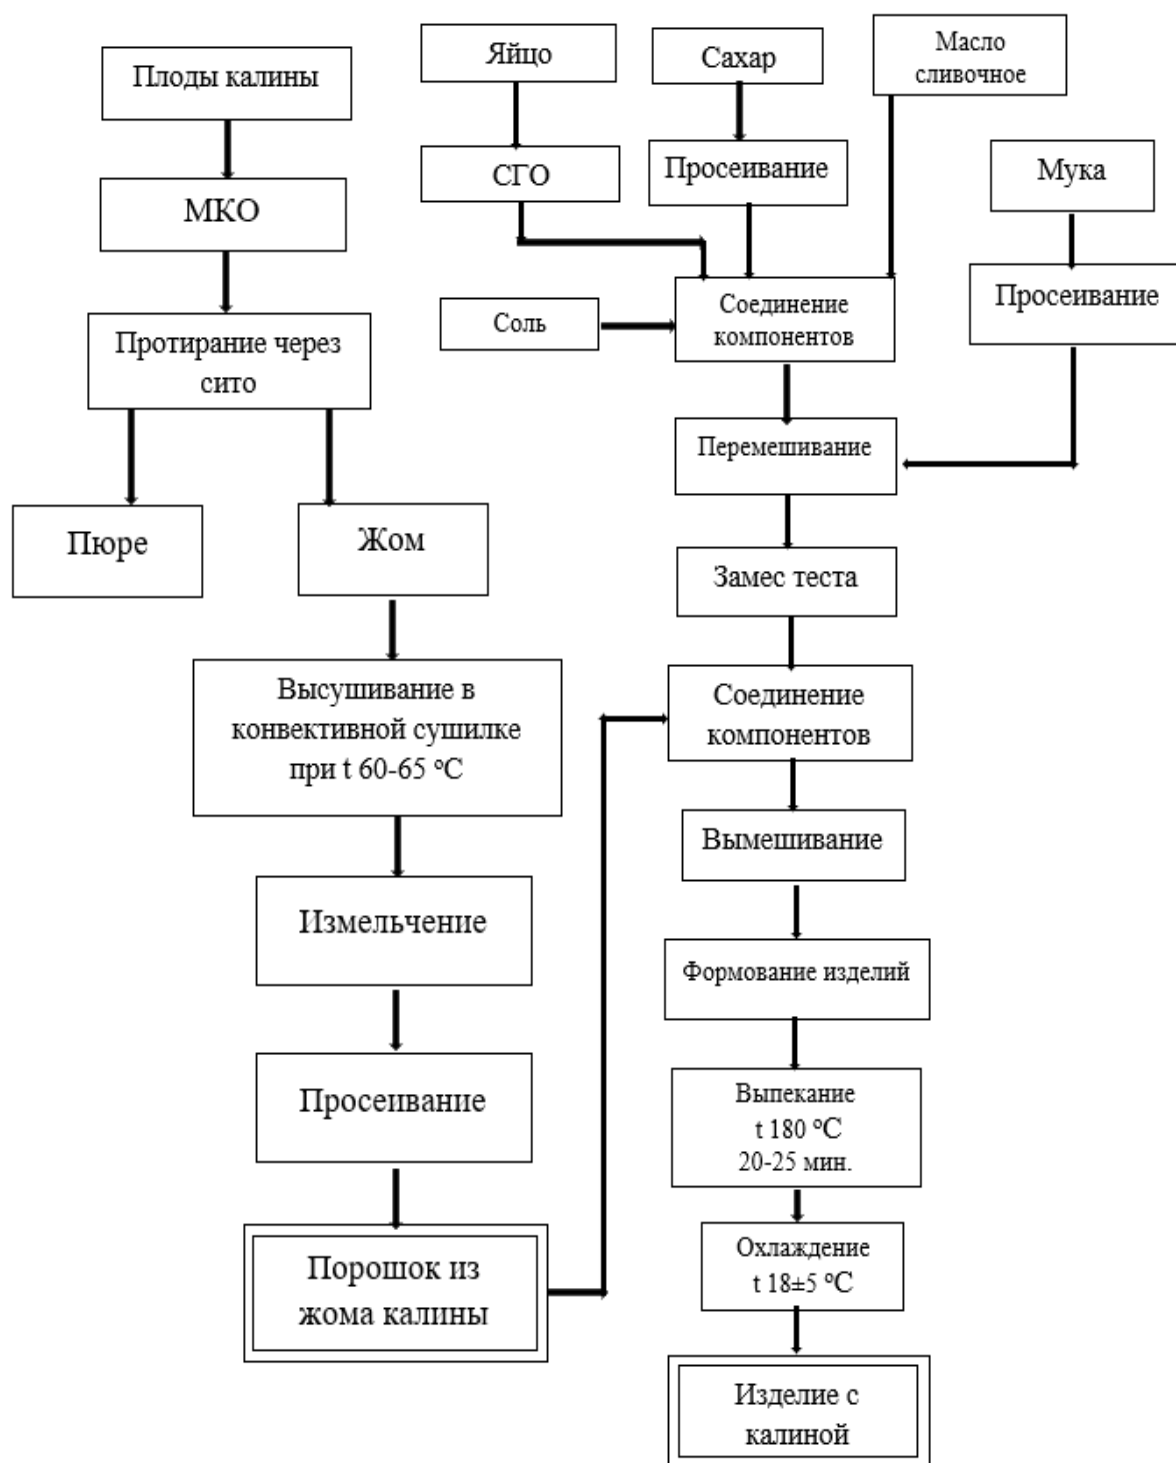 Плоды калины
МКО
Протирание через
сито
Пюре
Жом
Высушивание в
конвективной сушилке
при t 60-65 °С
Измельчение
Просеивание
Порошок из
жома калины
Яйцо
СГО
Сахар
Просеивание
Масло
сливочное
Мука
Просеивание
Соль
Соединение
компонентов
Перемешивание
Замес теста
Соединение
компонентов
Вымешивание
Формование изделий
Выпекание
t 180 °С
20-25 мин.
Охлаждение
t 18±5 °С
Изделие с
калиной